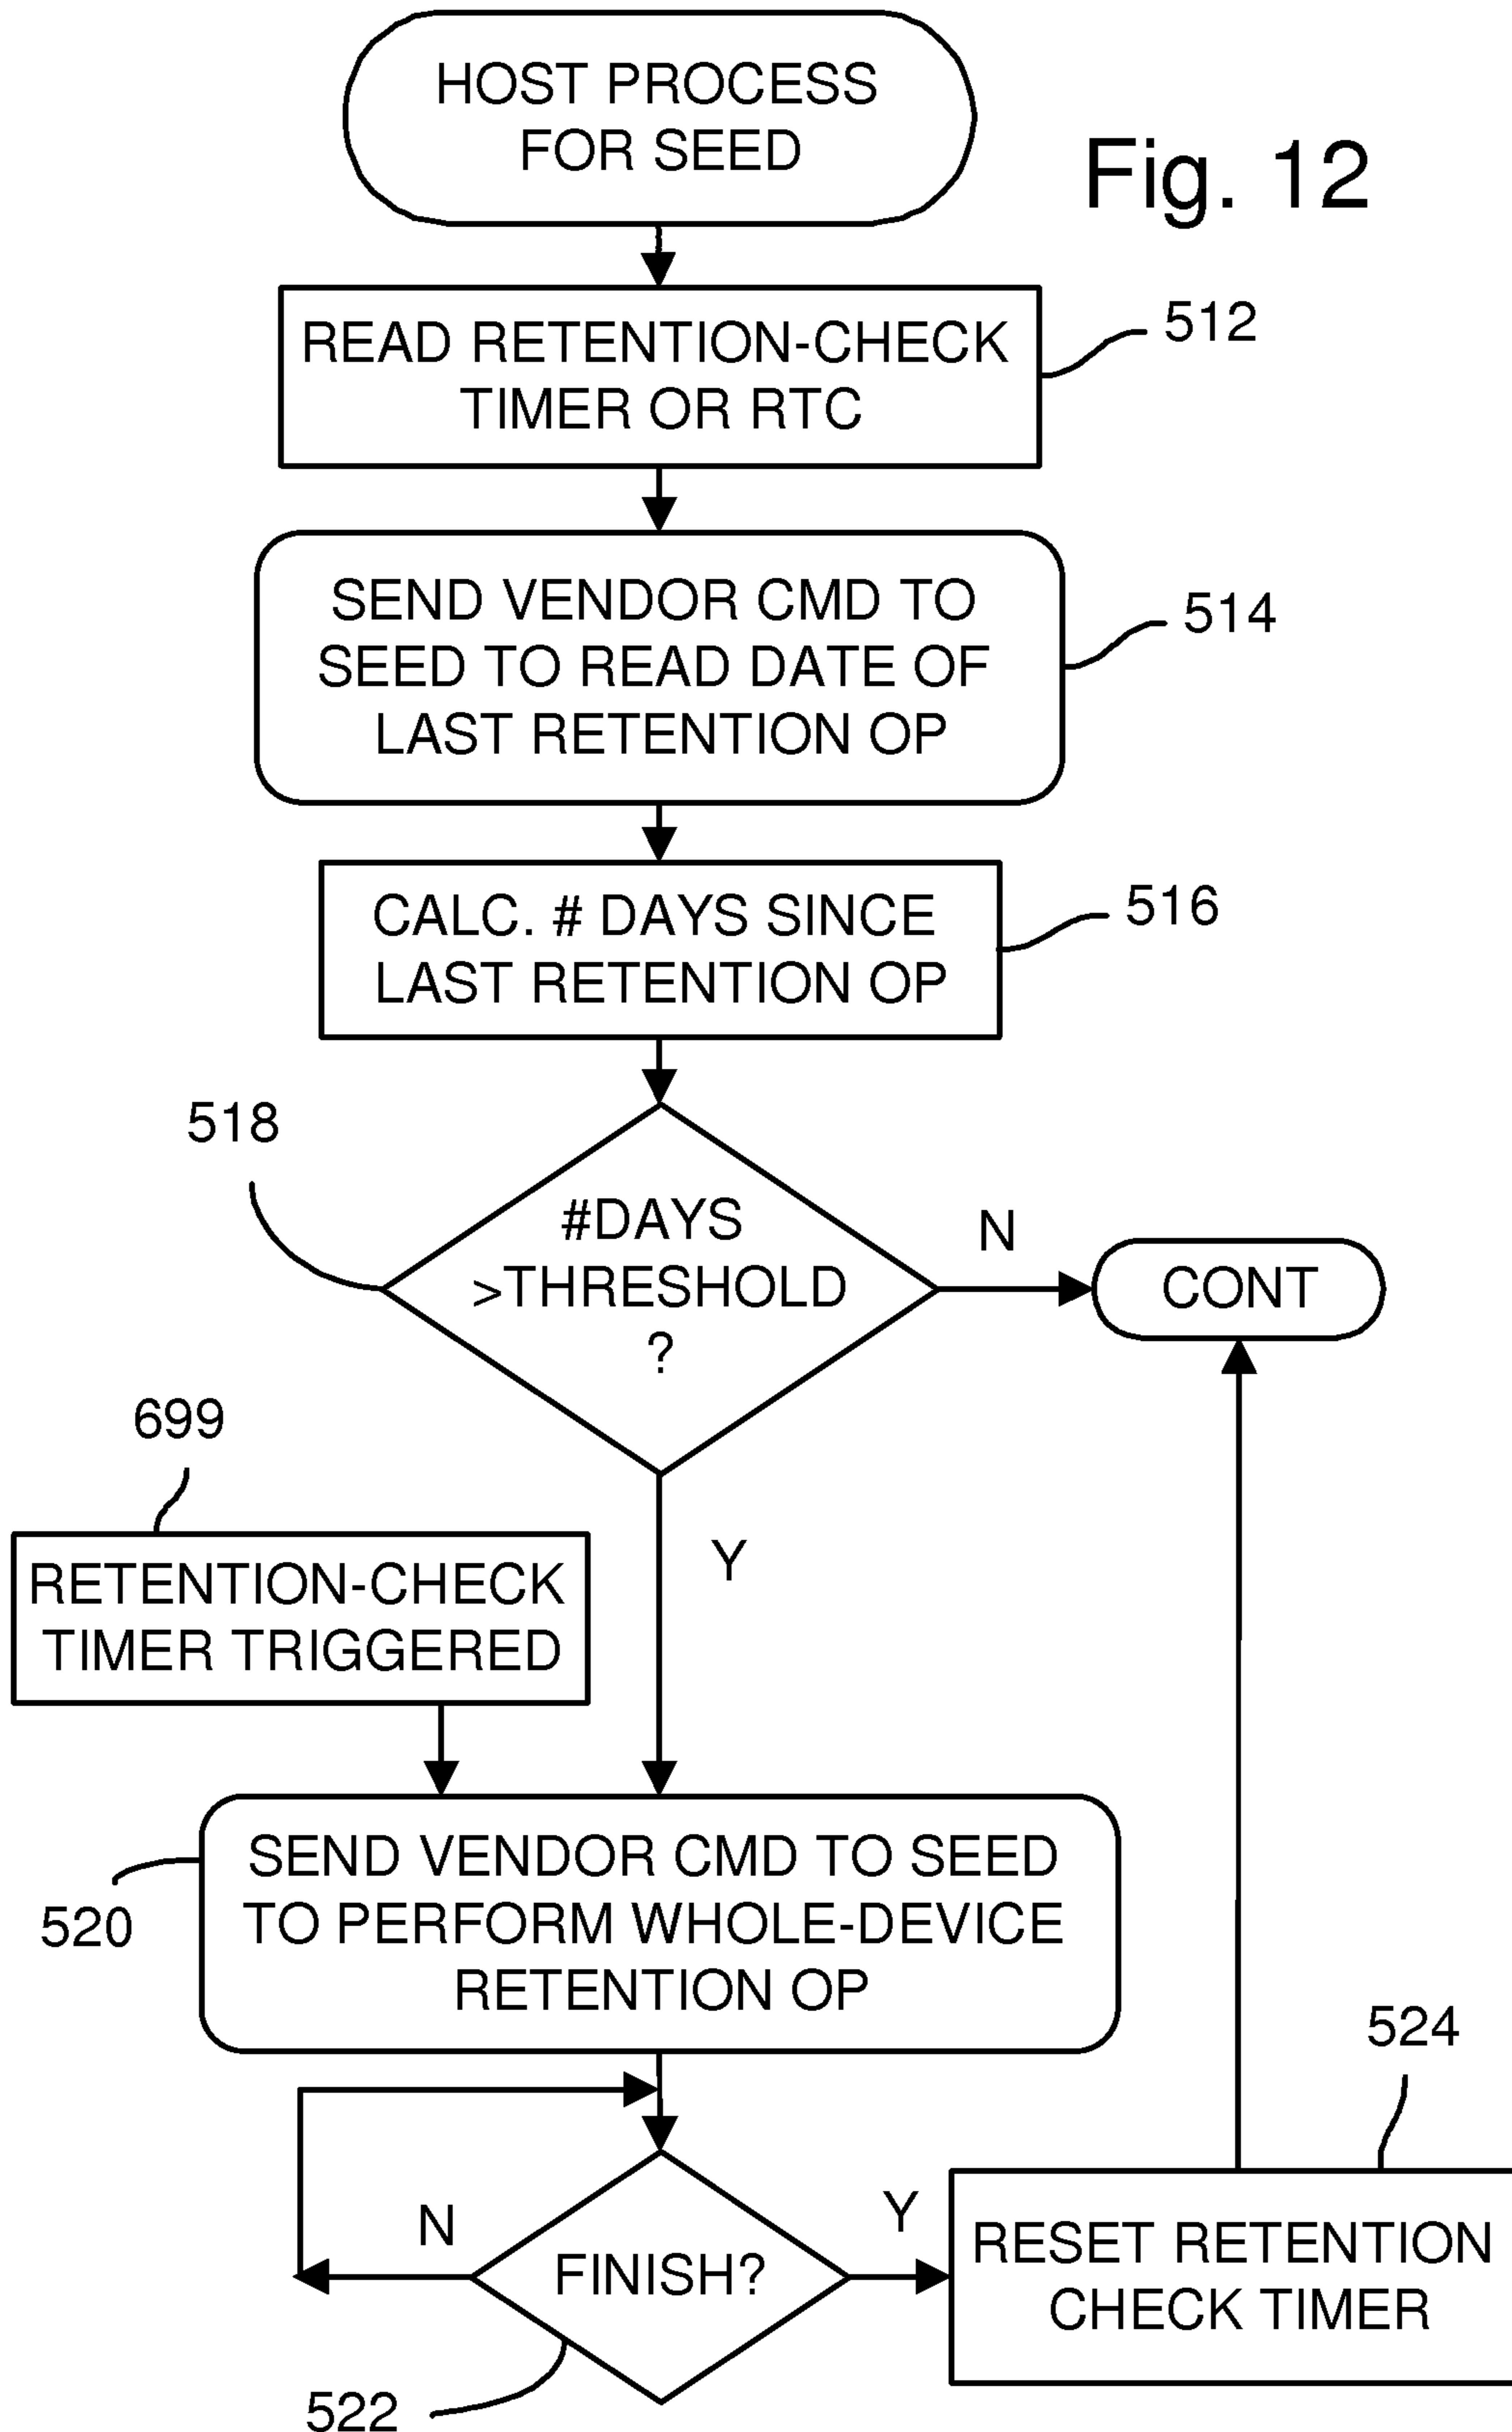 HOST PROCESS
FOR SEED
Fig. 12
READ RETENTION-CHECK
TIMER OR RTC
512
SEND VENDOR CMD TO
SEED TO READ DATE OF
LAST RETENTION OP
514
CALC. # DAYS SINCE
LAST RETENTION OP
516
518
#DAYS
>THRESHOLD
?
N
CONT
699
RETENTION-CHECK
TIMER TRIGGERED
Y
SEND VENDOR CMD TO SEED
TO PERFORM WHOLE-DEVICE
RETENTION OP
520
524
N
FINISH?
Y
RESET RETENTION
CHECK TIMER
522